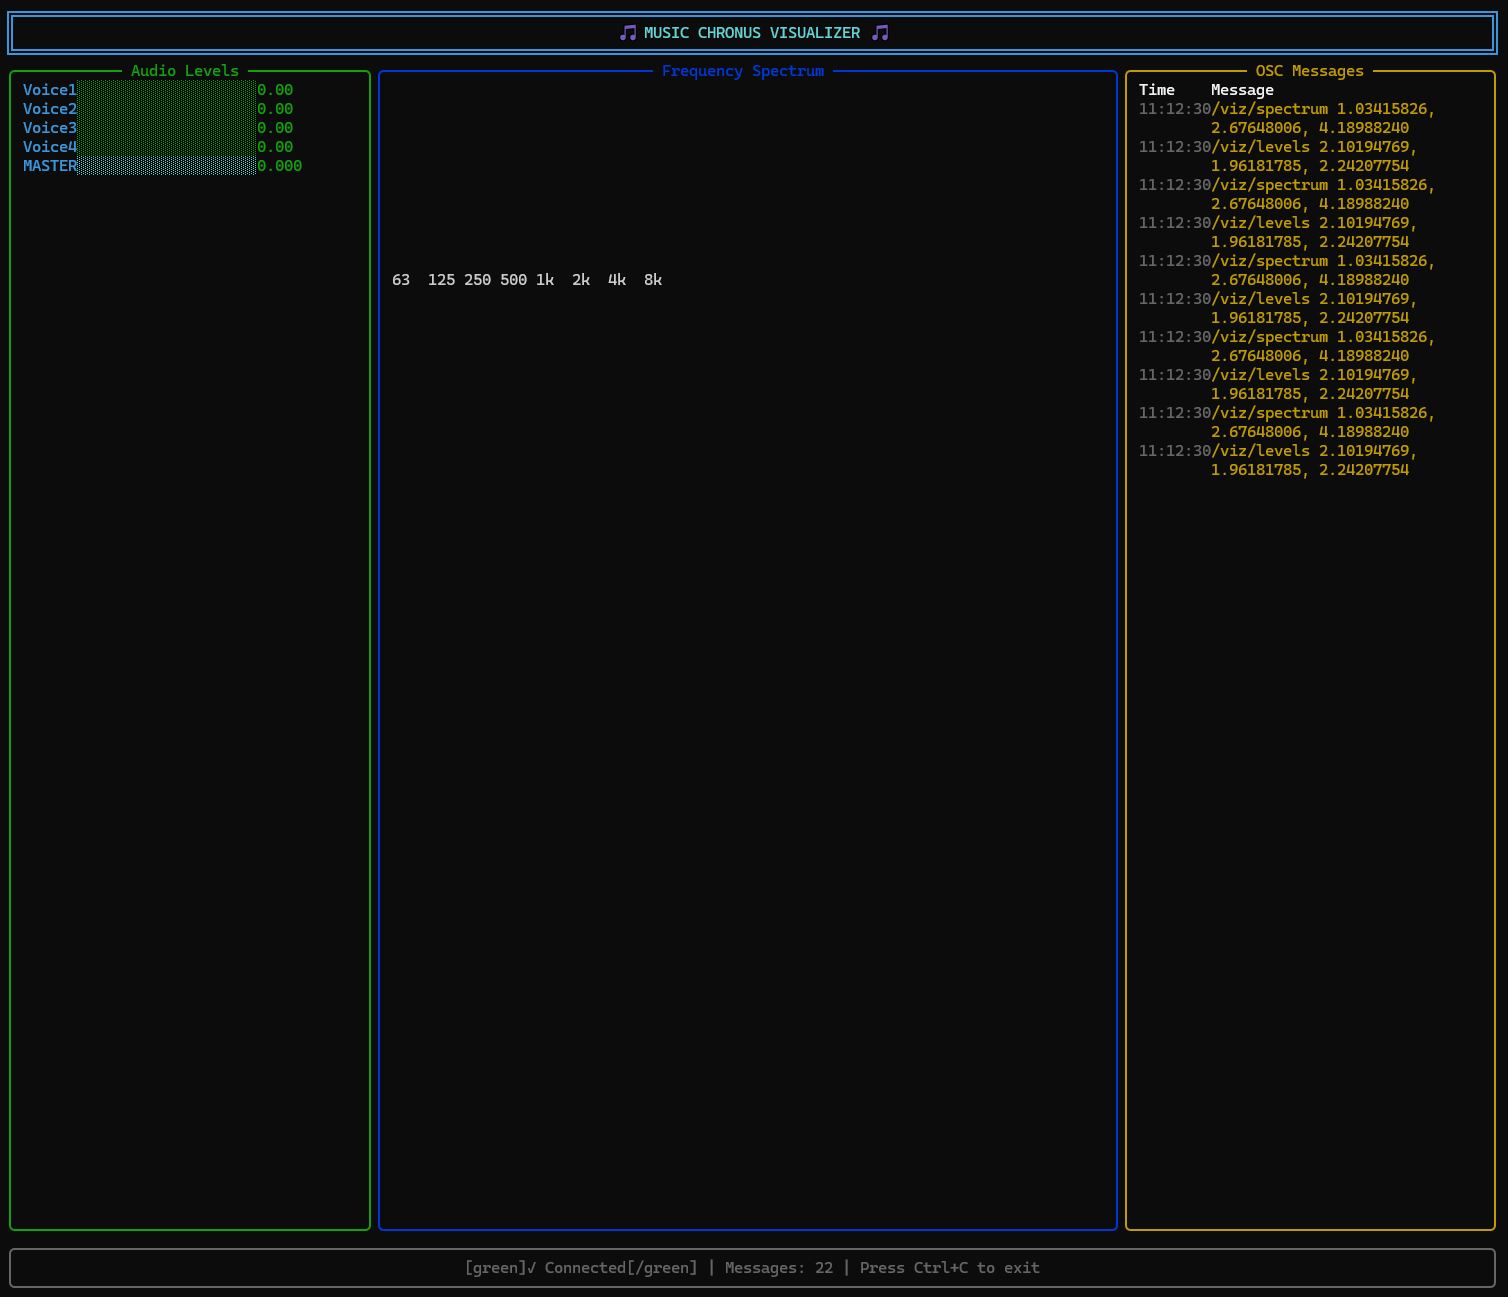 🎵 MUSIC CHRONUS VISUALIZER 🎵
Audio Levels
Voice1 0.00
Voice2 0.00
Voice3 0.00
Voice4 0.00
MASTER 0.000
Frequency Spectrum
63 125 250 500 1k 2k 4k 8k
OSC Messages
Time Message
11:12:30/viz/spectrum 1.03415826,
2.67648006, 4.18988240
11:12:30/viz/levels 2.10194769,
1.96181785, 2.24207754
11:12:30/viz/spectrum 1.03415826,
2.67648006, 4.18988240
11:12:30/viz/levels 2.10194769,
1.96181785, 2.24207754
11:12:30/viz/spectrum 1.03415826,
2.67648006, 4.18988240
11:12:30/viz/levels 2.10194769,
1.96181785, 2.24207754
11:12:30/viz/spectrum 1.03415826,
2.67648006, 4.18988240
11:12:30/viz/levels 2.10194769,
1.96181785, 2.24207754
11:12:30/viz/spectrum 1.03415826,
2.67648006, 4.18988240
11:12:30/viz/levels 2.10194769,
1.96181785, 2.24207754
[green]✓ Connected[/green] | Messages: 22 | Press Ctrl+C to exit